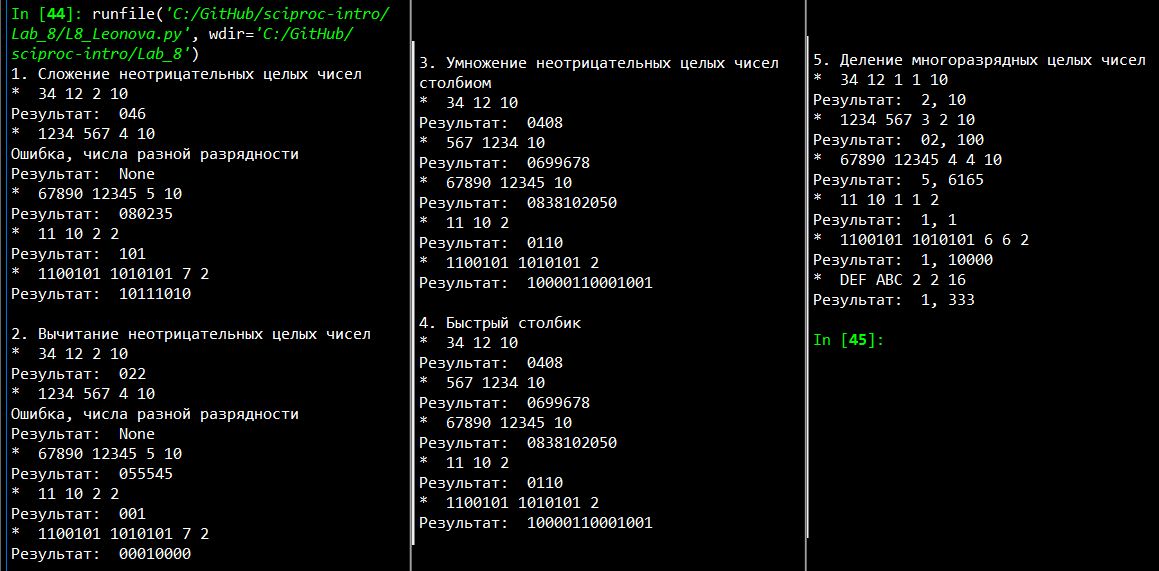 In [44]: runfile('C:/GitHub/sciproc-intro/
Lab_8/L8_Leonova.py', wdir='C:/GitHub/
sciproc-intro/Lab_8')
1. Сложение неотрицательных целых чисел
*  34 12 2 10
Результат:  046
*  1234 567 4 10
Ошибка, числа разной разрядности
Результат:  None
*  67890 12345 5 10
Результат:  080235
*  11 10 2 2
Результат:  101
*  1100101 1010101 7 2
Результат:  10111010

2. Вычитание неотрицательных целых чисел
*  34 12 2 10
Результат:  022
*  1234 567 4 10
Ошибка, числа разной разрядности
Результат:  None
*  67890 12345 5 10
Результат:  055545
*  11 10 2 2
Результат:  001
*  1100101 1010101 7 2
Результат:  00010000

3. Умножение неотрицательных целых чисел
столбиом
*  34 12 10
Результат:  0408
*  567 1234 10
Результат:  0699678
*  67890 12345 10
Результат:  0838102050
*  11 10 2
Результат:  0110
*  1100101 1010101 2
Результат:  10000110001001

4. Быстрый столбик
*  34 12 10
Результат:  0408
*  567 1234 10
Результат:  0699678
*  67890 12345 10
Результат:  0838102050
*  11 10 2
Результат:  0110
*  1100101 1010101 2
Результат:  10000110001001

5. Деление многоразрядных целых чисел
*  34 12 1 1 10
Результат:  2, 10
*  1234 567 3 2 10
Результат:  02, 100
*  67890 12345 4 4 10
Результат:  5, 6165
*  11 10 1 1 2
Результат:  1, 1
*  1100101 1010101 6 6 2
Результат:  1, 10000
*  DEF ABC 2 2 16
Результат:  1, 333

In [45]: